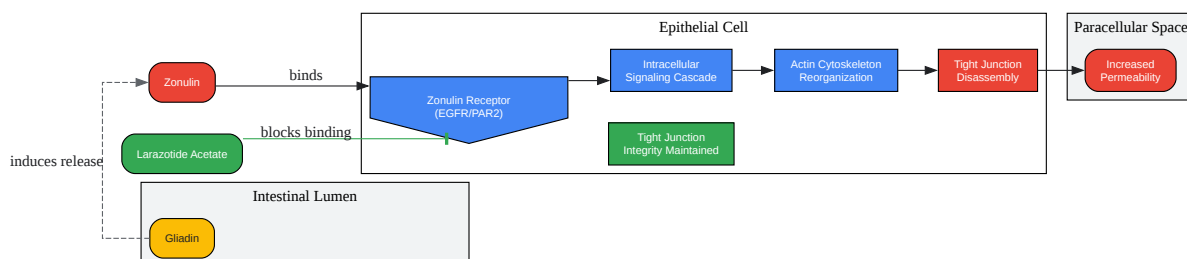 Epithelial Cell
Paracellular Space
Zonulin
binds
Zonulin Receptor
(EGFR/PAR2)
Intracellular
Signaling Cascade
Actin Cytoskeleton
Reorganization
Tight Junction
Disassembly
Increased
Permeability
Larazotide Acetate
blocks binding
Tight Junction
Integrity Maintained
induces release
Intestinal Lumen
Gliadin